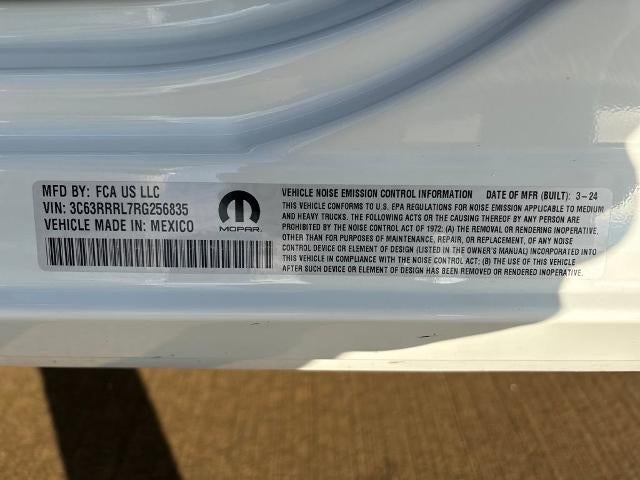 MFD BY: FCA US LLC
VIN: 3C63RRRL7RG256835
VEHICLE MADE IN: MEXICO
MOPAR
VEHICLE NOISE EMISSION CONTROL INFORMATION DATE OF MFR (BUILT): 3-24
THIS VEHICLE CONFORMS TO U.S. EPA REGULATIONS FOR NOISE EMISSION APPLICABLE TO MEDIUM
AND HEAVY TRUCKS. THE FOLLOWING ACTS OR THE CAUSING THEREOF BY ANY PERSON ARE
PROHIBITED BY THE NOISE CONTROL ACT OF 1972: (A) THE REMOVAL OR RENDERING INOPERATIVE,
OTHER THAN FOR PURPOSES OF MAINTENANCE, REPAIR, OR REPLACEMENT, OF ANY NOISE
CONTROL DEVICE OR ELEMENT OF DESIGN (LISTED IN THE OWNER'S MANUAL) INCORPORATED INTO
THIS VEHICLE IN COMPLIANCE WITH THE NOISE CONTROL ACT; (B) THE USE OF THIS VEHICLE
AFTER SUCH DEVICE OR ELEMENT OF DESIGN HAS BEEN REMOVED OR RENDERED INOPERATIVE.